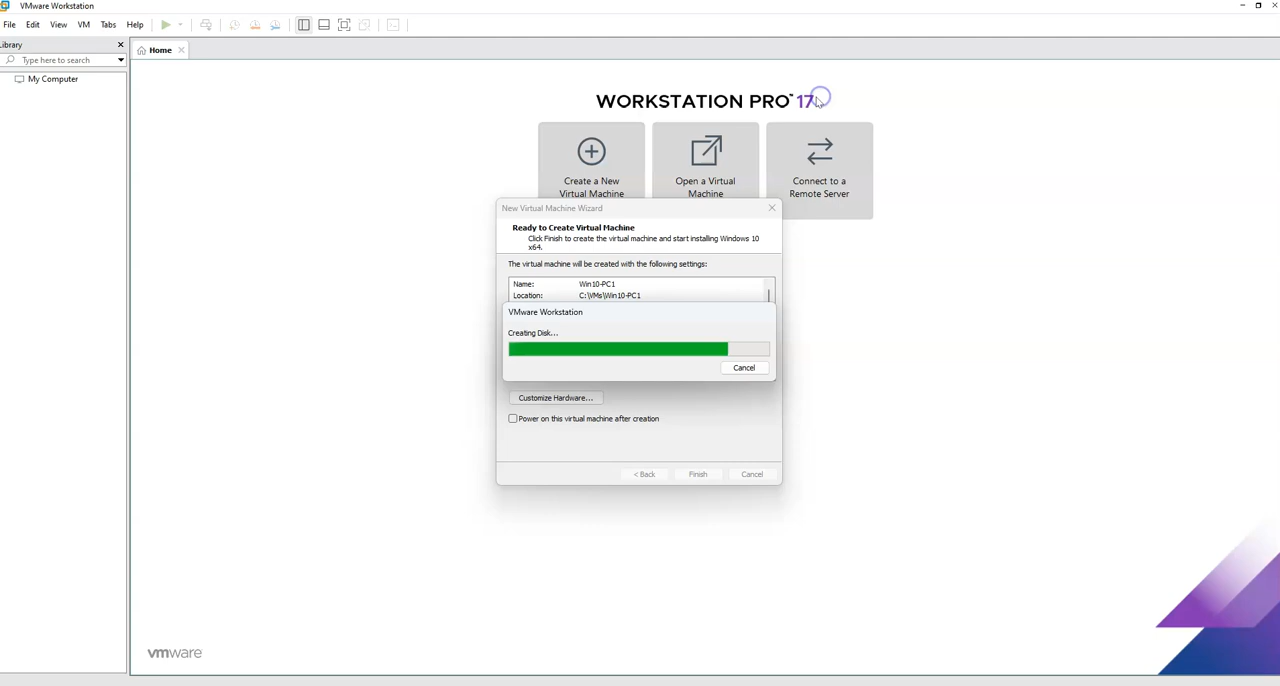 VMware Workstation
File Edit View VM Tabs Help
Library
Type here to search
My Computer
Home
WORKSTATION PRO™ 17
Create a New
Virtual Machine
Open a Virtual
Machine
Connect to a
Remote Server
New Virtual Machine Wizard
Ready to Create Virtual Machine
Click Finish to create the virtual machine and start installing Windows 10
x64.
The virtual machine will be created with the following settings:
Name: Win10-PC1
Location: C:\VMs\Win10-PC1
VMware Workstation
Creating Disk...
Cancel
Customize Hardware...
Power on this virtual machine after creation
< Back Finish Cancel
vmware